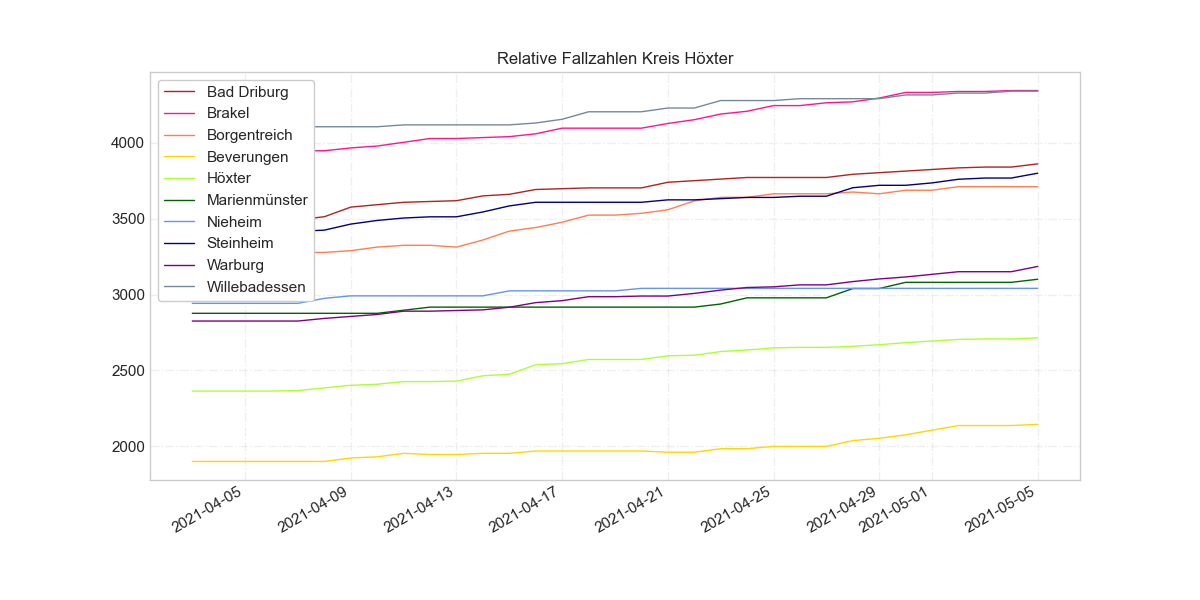 Relative Fallzahlen Kreis Höxter
Bad Driburg
Brakel
Borgentreich
Beverungen
Höxter
Marienmünster
Nieheim
Steinheim
Warburg
Willebadessen
4000
3500
3000
2500
2000
2021-04-05
2021-04-09
2021-04-13
2021-04-17
2021-04-21
2021-04-25
2021-04-29
2021-05-01
2021-05-05